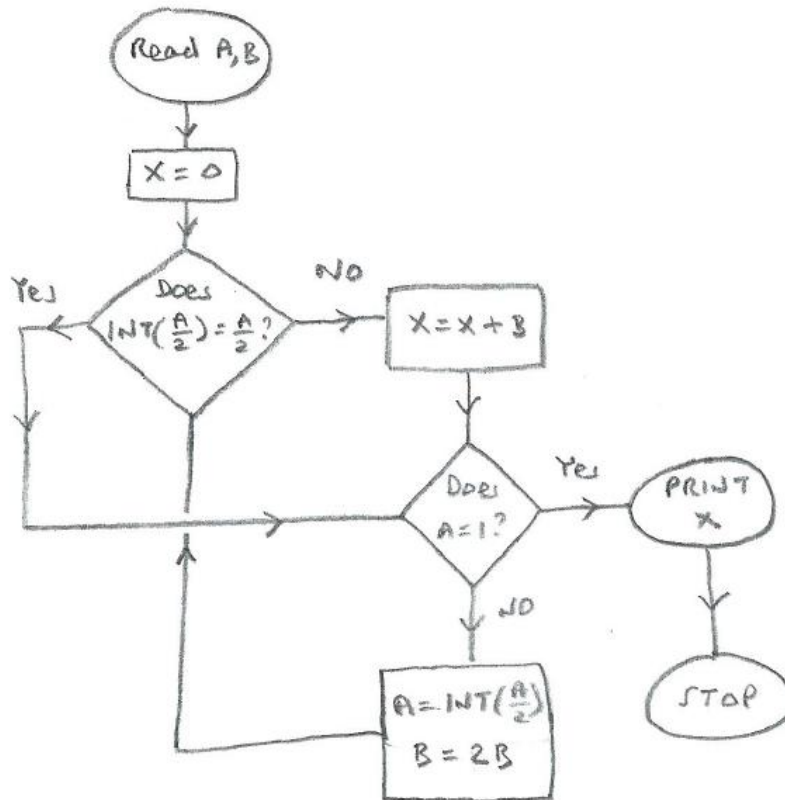 Read A,B
X = 0
Yes
NO
Does
INT(A/2) = A/2 ?
X = X + B
Does
A = 1 ?
Yes
PRINT
X
NO
A = INT(A/2)
B = 2B
STOP